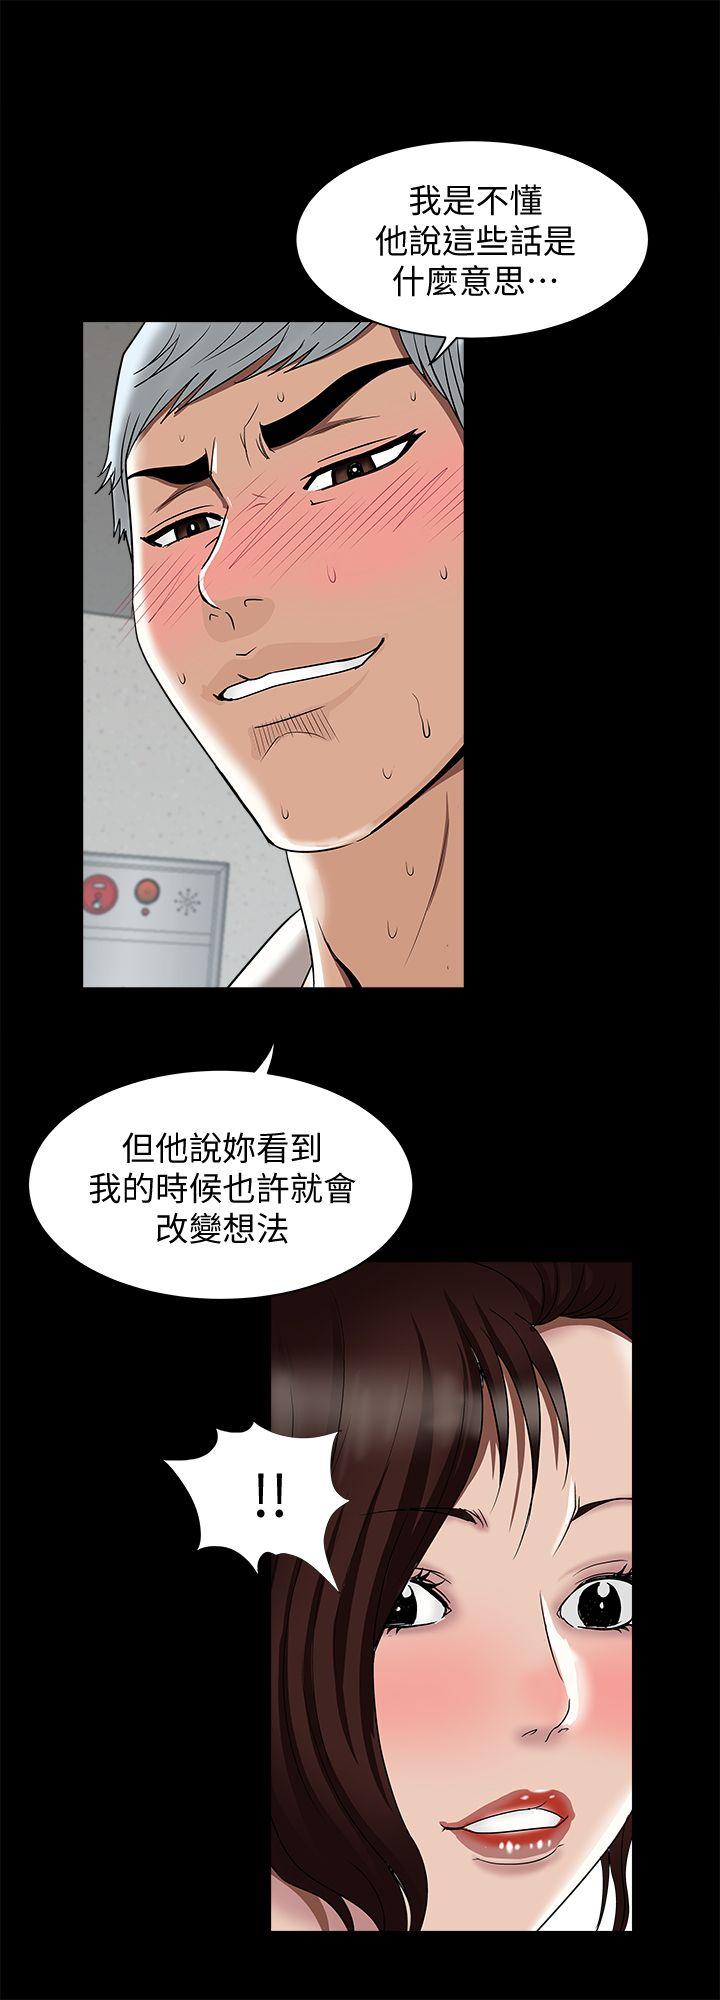 我是不懂
他說這些話是
什麼意思⋯
但他說妳看到
我的時候也許就會
改變想法
!!